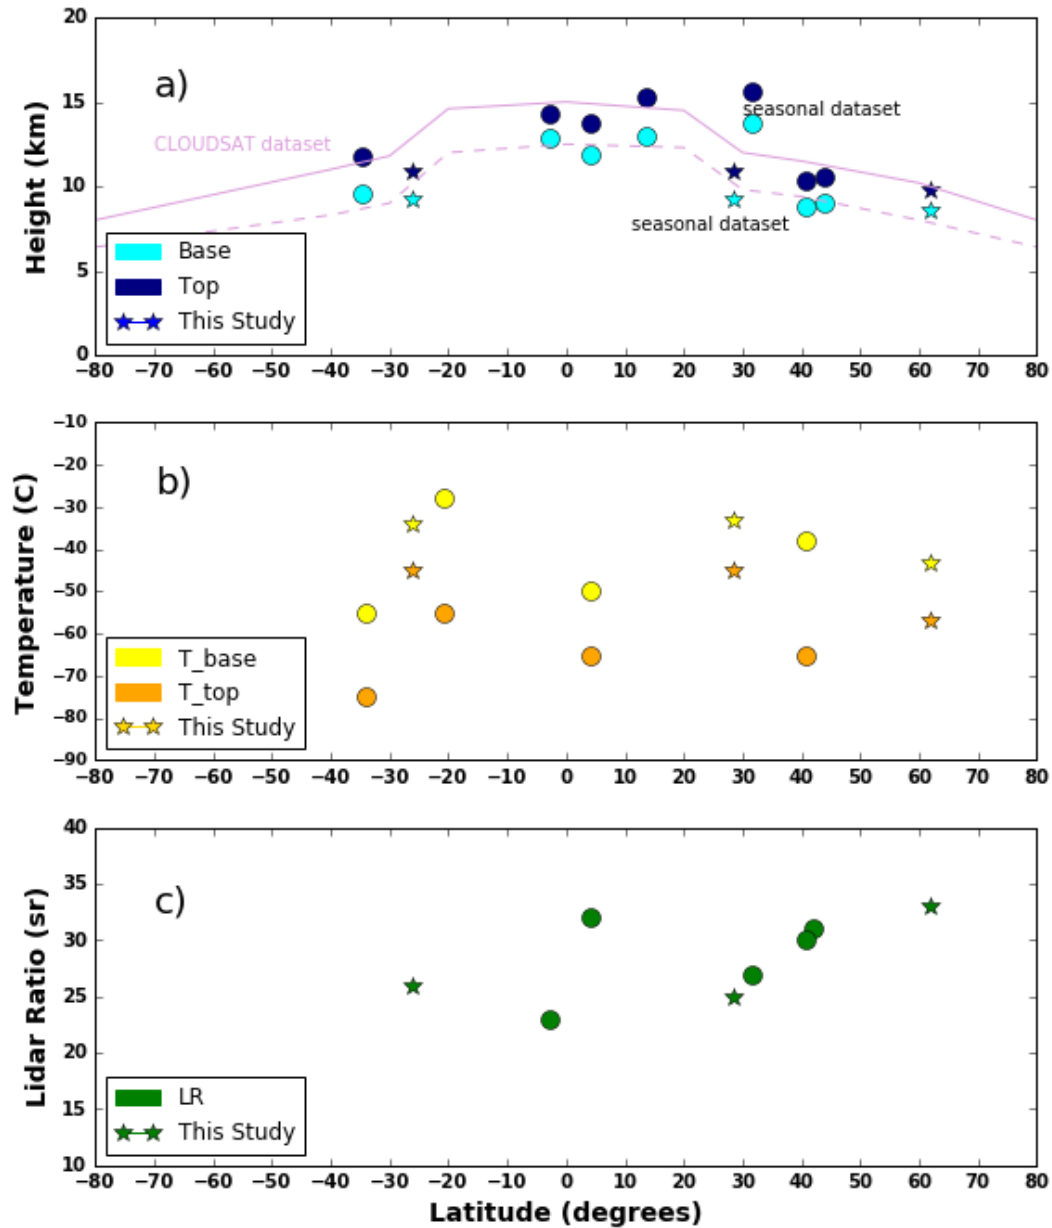 20
15
10
5
0
Height (km)
a)
CLOUDSAT dataset
seasonal dataset
seasonal dataset
Base
Top
This Study
−80 −70 −60 −50 −40 −30 −20 −10 0 10 20 30 40 50 60 70 80
−10
−20
−30
−40
−50
−60
−70
−80
−90
Temperature (C)
b)
T_base
T_top
This Study
−80 −70 −60 −50 −40 −30 −20 −10 0 10 20 30 40 50 60 70 80
40
35
30
25
20
15
10
Lidar Ratio (sr)
c)
LR
This Study
−80 −70 −60 −50 −40 −30 −20 −10 0 10 20 30 40 50 60 70 80
Latitude (degrees)